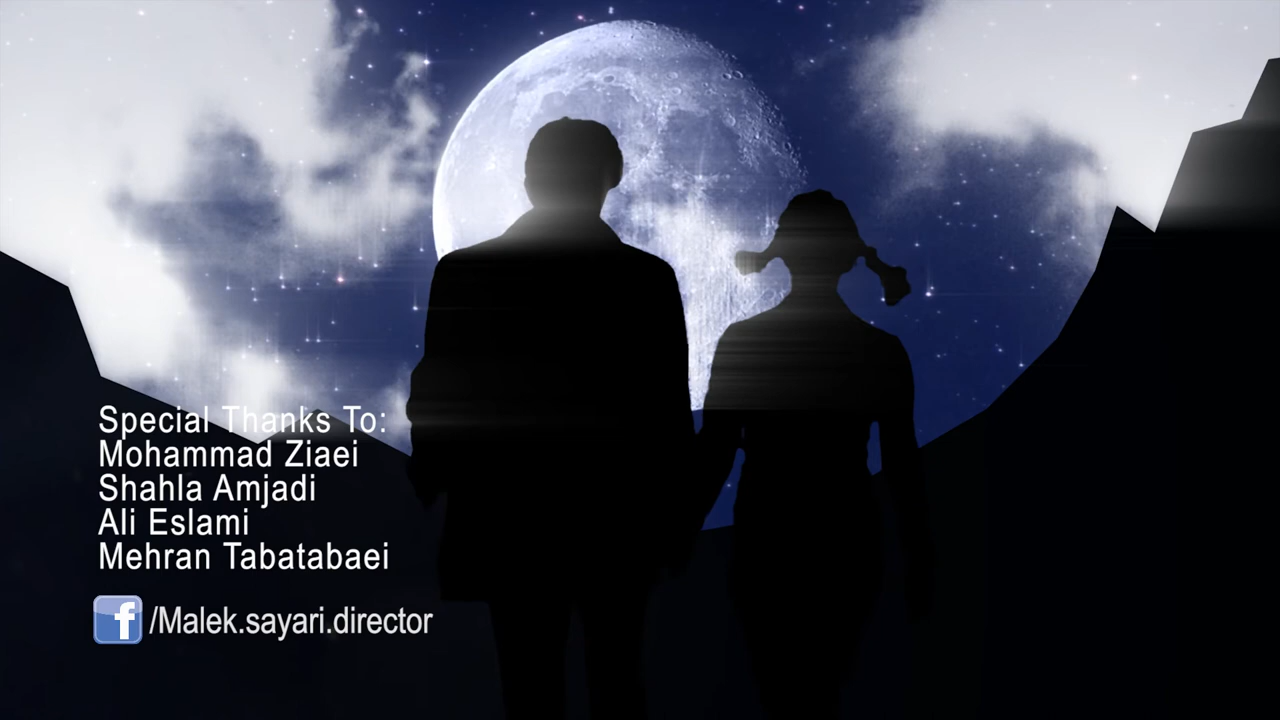 Special Thanks To:
Mohammad Ziaei
Shahla Amjadi
Ali Eslami
Mehran Tabatabaei
f /Malek.sayari.director